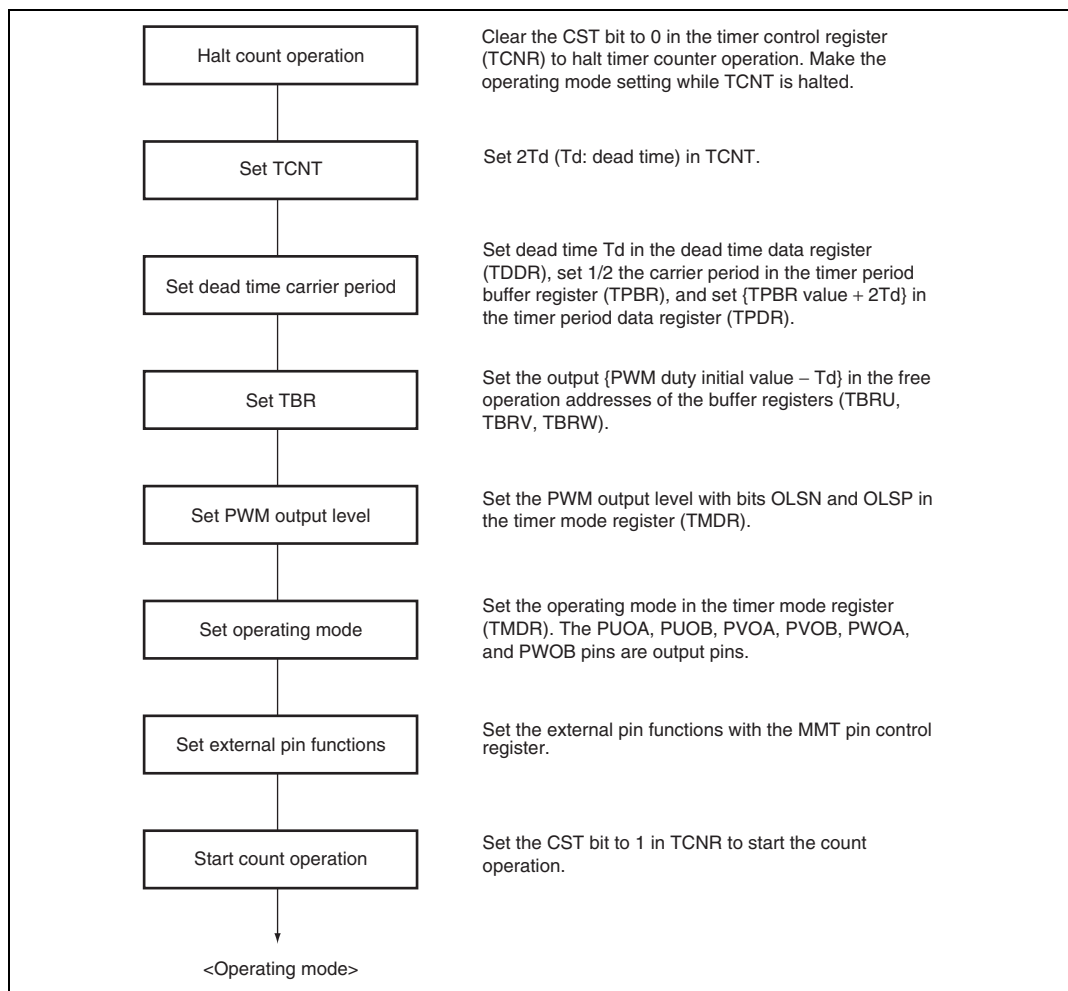 Halt count operation
Clear the CST bit to 0 in the timer control register
(TCNR) to halt timer counter operation. Make the
operating mode setting while TCNT is halted.
Set TCNT
Set 2Td (Td: dead time) in TCNT.
Set dead time carrier period
Set dead time Td in the dead time data register
(TDDR), set 1/2 the carrier period in the timer period
buffer register (TPBR), and set {TPBR value + 2Td} in
the timer period data register (TPDR).
Set TBR
Set the output {PWM duty initial value − Td} in the free
operation addresses of the buffer registers (TBRU,
TBRV, TBRW).
Set PWM output level
Set the PWM output level with bits OLSN and OLSP in
the timer mode register (TMDR).
Set operating mode
Set the operating mode in the timer mode register
(TMDR). The PUOA, PUOB, PVOA, PVOB, PWOA,
and PWOB pins are output pins.
Set external pin functions
Set the external pin functions with the MMT pin control
register.
Start count operation
Set the CST bit to 1 in TCNR to start the count
operation.
<Operating mode>